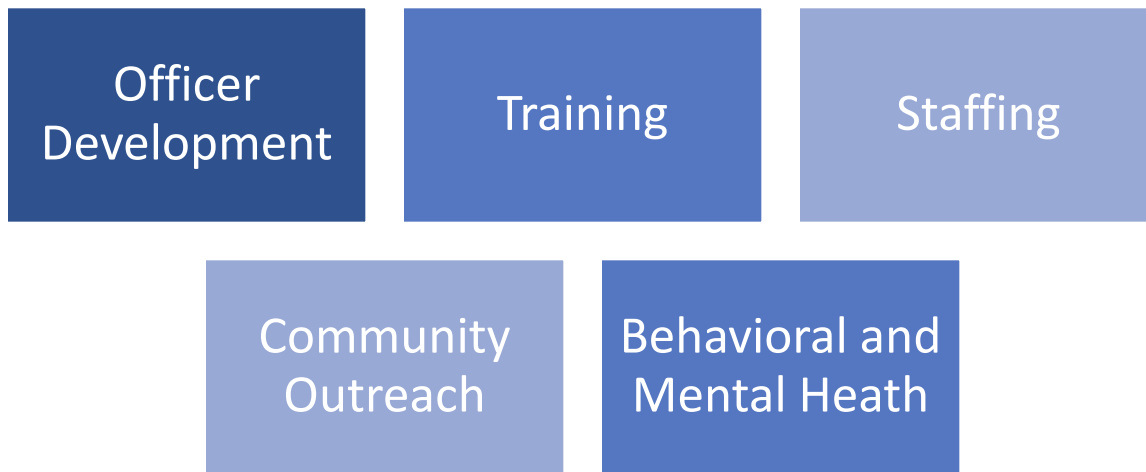 Officer
Development
Training
Staffing
Community
Outreach
Behavioral and
Mental Heath